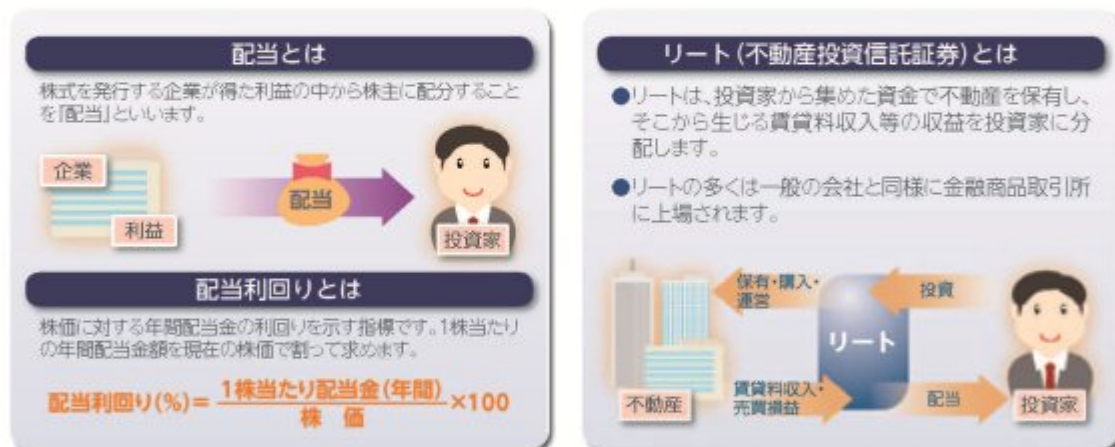 配当とは
株式を発行する企業が得た利益の中から株主に配分すること
を「配当」といいます。
企業
利益
配当
投資家
配当利回りとは
株価に対する年間配当金の利回りを示す指標です。1株当たり
の年間配当金額を現在の株価で割って求めます。
配当利回り(%)=
1株当たり配当金(年間)
株 価
×100
リート(不動産投資信託証券)とは
●リートは、投資家から集めた資金で不動産を保有し、
そこから生じる賃貸料収入等の収益を投資家に分
配します。
●リートの多くは一般の会社と同様に金融商品取引所
に上場されます。
保有・購入・
運営
投資
リート
不動産
賃貸料収入・
売買損益
配当
投資家